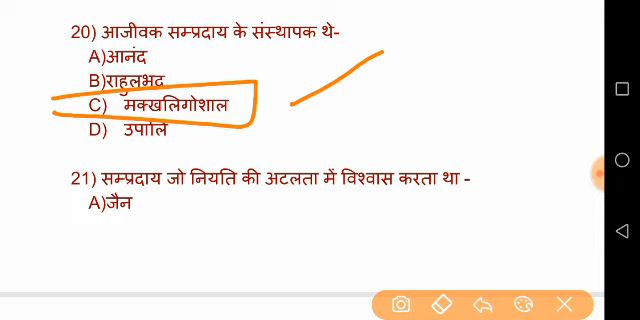 20) आजीवक सम्प्रदाय के संस्थापक थे-
A)आनंद
B)राहुलभद
C) मक्खलिगोशाल
D) उपालि
21) सम्प्रदाय जो नियति की अटलता में विश्वास करता था -
A)जैन